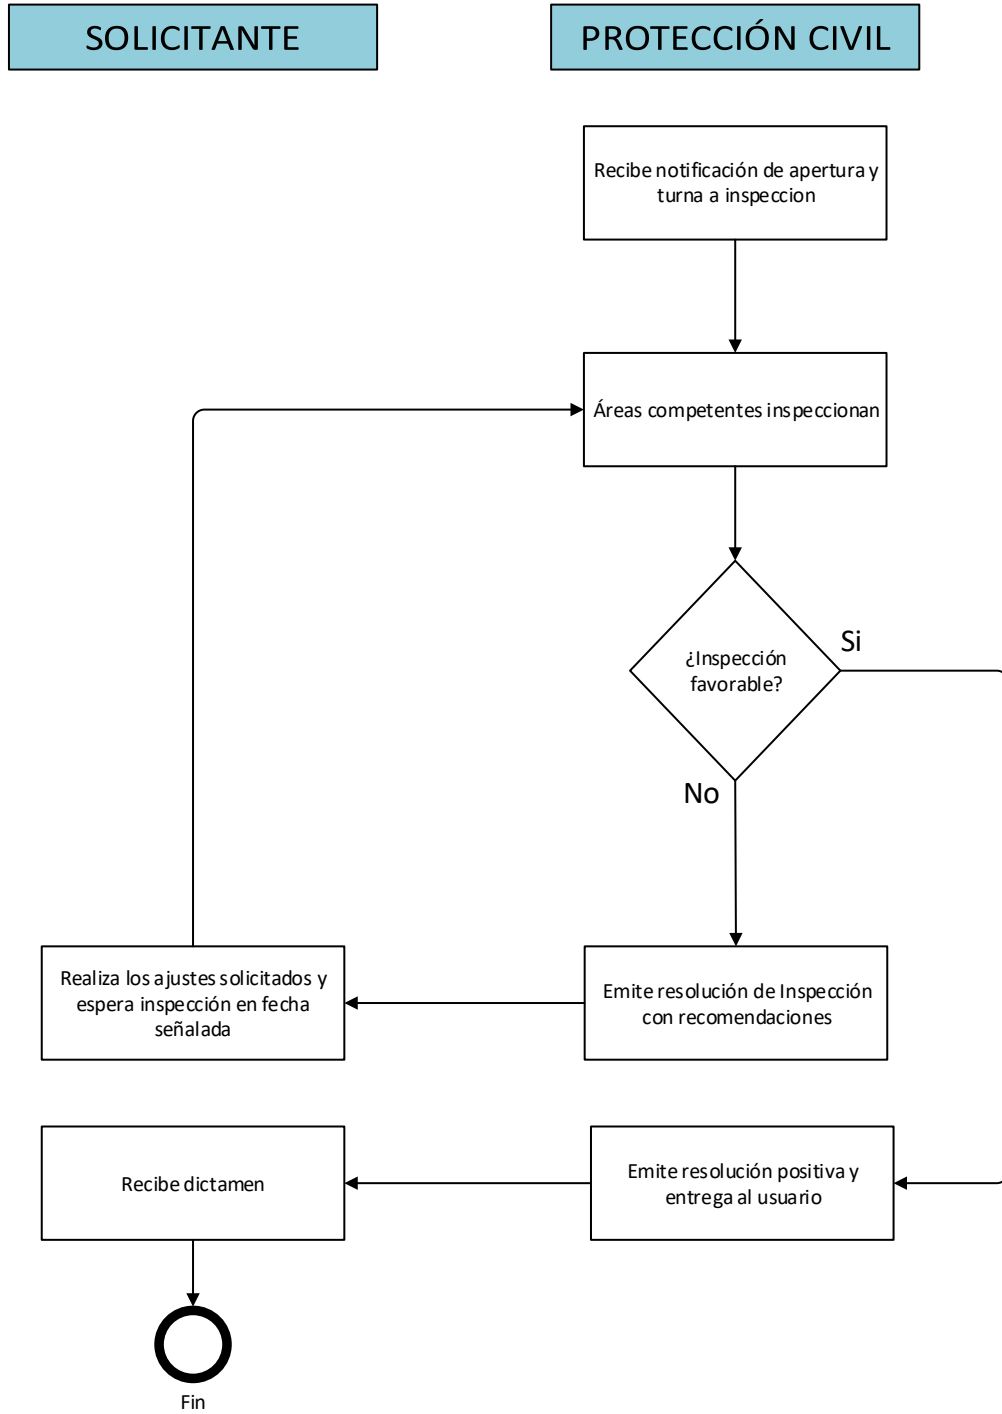 SOLICITANTE
PROTECCIÓN CIVIL
Recibe notificación de apertura y
turna a inspeccion
Áreas competentes inspeccionan
¿Inspección
favorable?
Si
No
Emite resolución de Inspección
con recomendaciones
Realiza los ajustes solicitados y
espera inspección en fecha
señalada
Emite resolución positiva y
entrega al usuario
Recibe dictamen
Fin